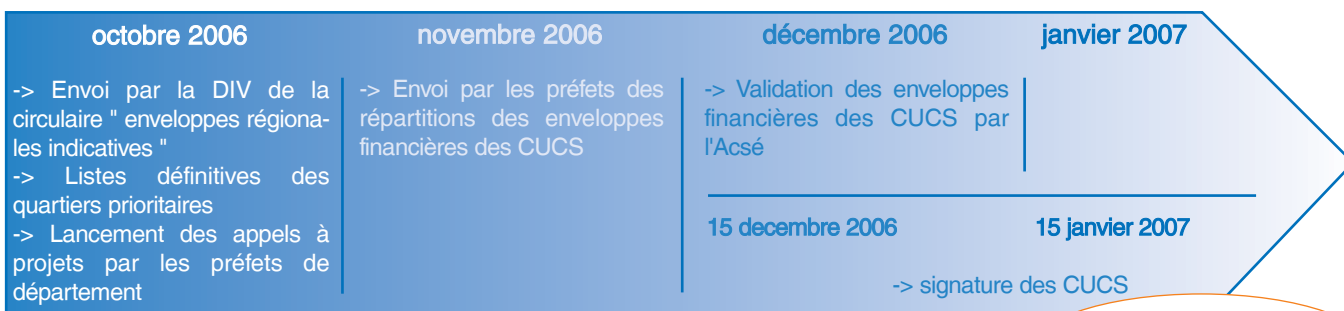 octobre 2006
-> Envoi par la DIV de la
circulaire " enveloppes régiona-
les indicatives "
-> Listes définitives des
quartiers prioritaires
-> Lancement des appels à
projets par les préfets de
département
novembre 2006
-> Envoi par les préfets des
répartitions des enveloppes
financières des CUCS
décembre 2006
-> Validation des enveloppes
financières des CUCS par
l'Acsé
janvier 2007
15 decembre 2006
15 janvier 2007
-> signature des CUCS